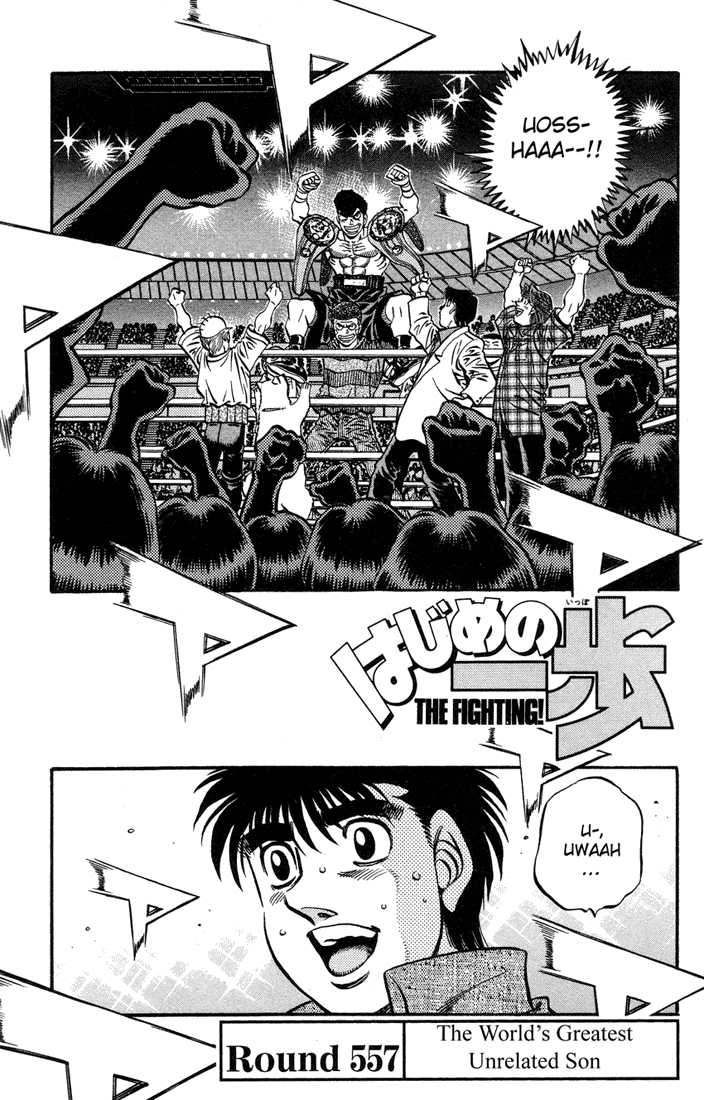 UOSS-
HAAA--!!
いっぽ
はじめの一歩
THE FIGHTING!
U-,
UWAAH
...
Round 557
The World's Greatest
Unrelated Son